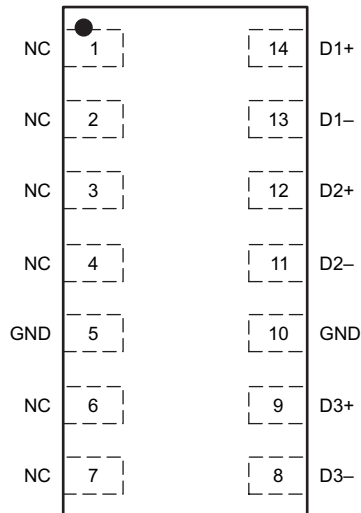 NC 1 14 D1+
NC 2 13 D1–
NC 3 12 D2+
NC 4 11 D2–
GND 5 10 GND
NC 6 9 D3+
NC 7 8 D3–